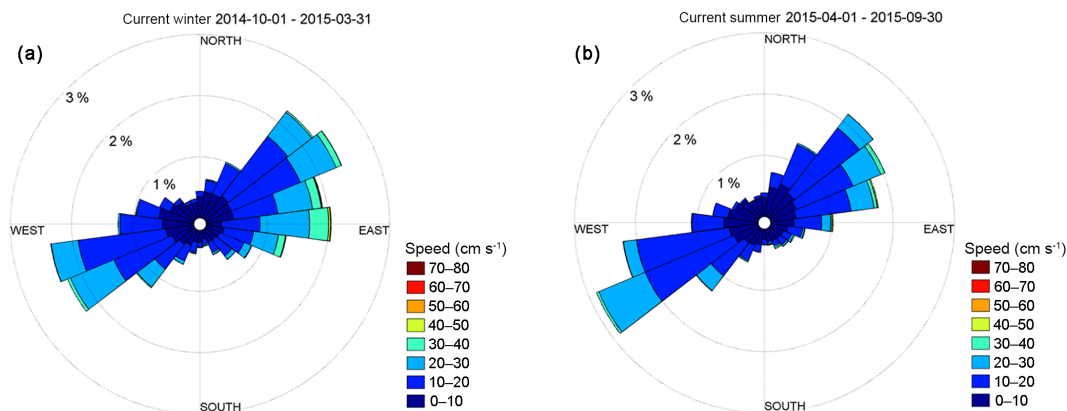 Current winter 2014-10-01 - 2015-03-31
(a)
NORTH
3 %
2 %
1 %
WEST
EAST
SOUTH
Speed (cm s⁻¹)
70–80
60–70
50–60
40–50
30–40
20–30
10–20
0–10
Current summer 2015-04-01 - 2015-09-30
(b)
NORTH
3 %
2 %
1 %
WEST
EAST
SOUTH
Speed (cm s⁻¹)
70–80
60–70
50–60
40–50
30–40
20–30
10–20
0–10